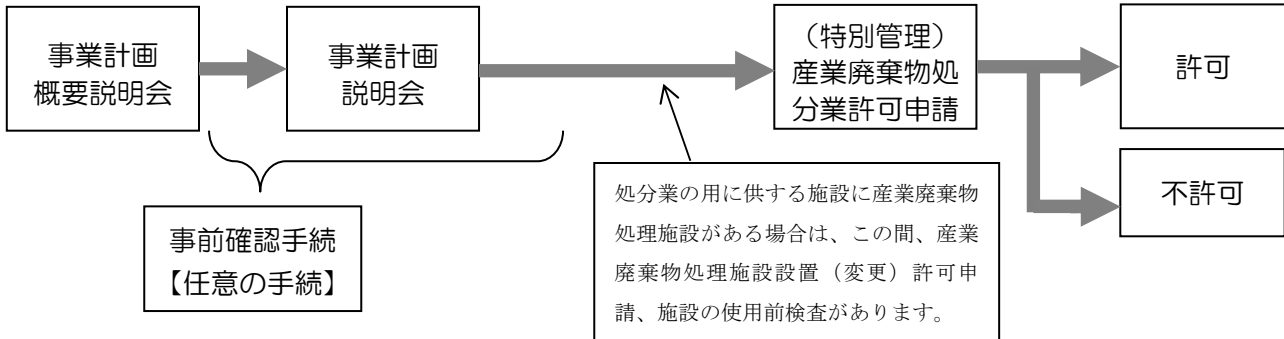 事業計画
概要説明会
事業計画
説明会
（特別管理）
産業廃棄物処
分業許可申請
許可
不許可
事前確認手続
【任意の手続】
処分業の用に供する施設に産業廃棄物
処理施設がある場合は、この間、産業
廃棄物処理施設設置（変更）許可申
請、施設の使用前検査があります。